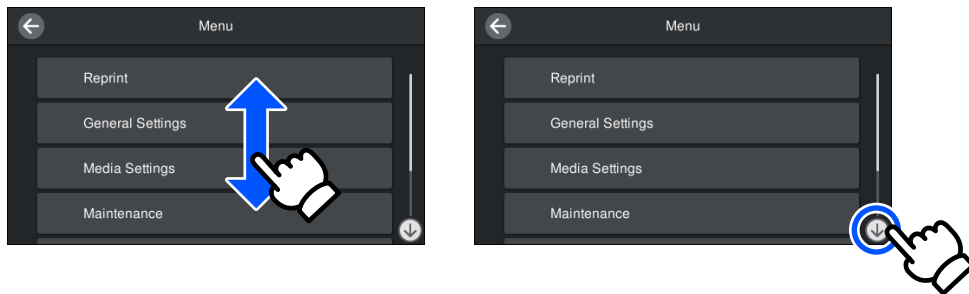 Menu
Reprint
General Settings
Media Settings
Maintenance
Menu
Reprint
General Settings
Media Settings
Maintenance